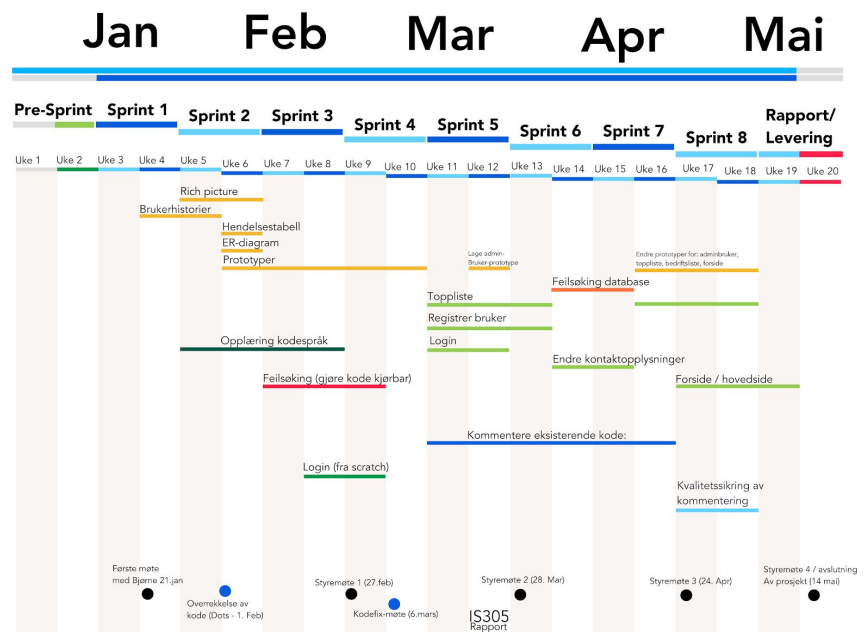 Jan Feb Mar Apr Mai
Pre-Sprint Sprint 1 Sprint 2 Sprint 3 Sprint 4 Sprint 5 Sprint 6 Sprint 7 Sprint 8 Rapport/
Levering
Uke 1 Uke 2 Uke 3 Uke 4 Uke 5 Uke 6 Uke 7 Uke 8 Uke 9 Uke 10 Uke 11 Uke 12 Uke 13 Uke 14 Uke 15 Uke 16 Uke 17 Uke 18 Uke 19 Uke 20
Rich picture
Brukerhistorier
Hendelsestabell
ER-diagram
Prototyper
Lege admin-
Bruker-prototype
Endre prototyper for: adminbruker,
toppliste, bedriftsliste, forside
Feilsøking database
Toppliste
Registrer bruker
Opplæring kodespråk
Login
Endre kontaktopplysninger
Feilsøking (gjøre kode kjørbar)
Forside / hovedside
Kommentere eksisterende kode:
Login (fra scratch)
Kvalitetssikring av
kommentering
Første møte
med Bjørne 21.jan
Overrekkelse av
kode (Dots - 1. Feb)
Styremøte 1 (27.feb)
Kodefix-møte (6.mars)
IS305
Rapport
Styremøte 2 (28. Mar)
Styremøte 3 (24. Apr)
Styremøte 4 / avslutning
Av prosjekt (14 mai)